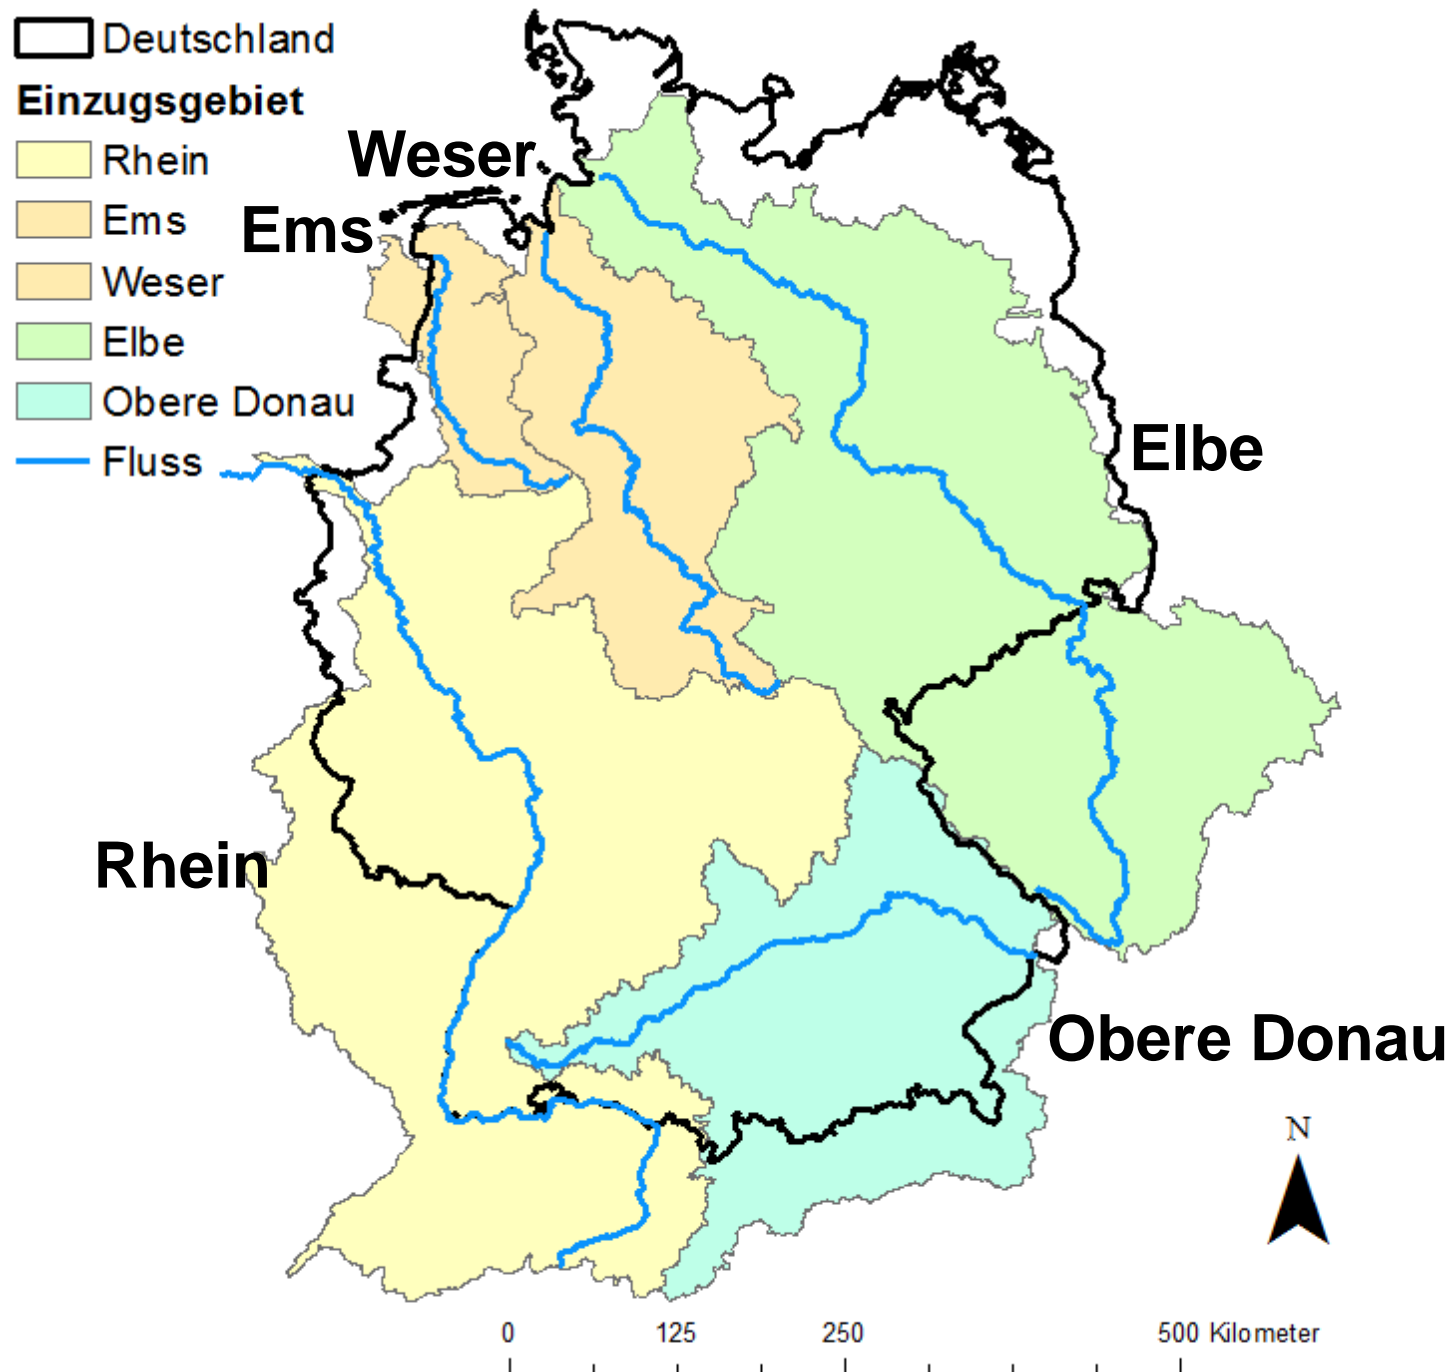 Deutschland
Einzugsgebiet
Rhein
Ems
Weser
Elbe
Obere Donau
Fluss
Weser
Ems
Elbe
Rhein
Obere Donau
N
0 125 250 500 Kilometer